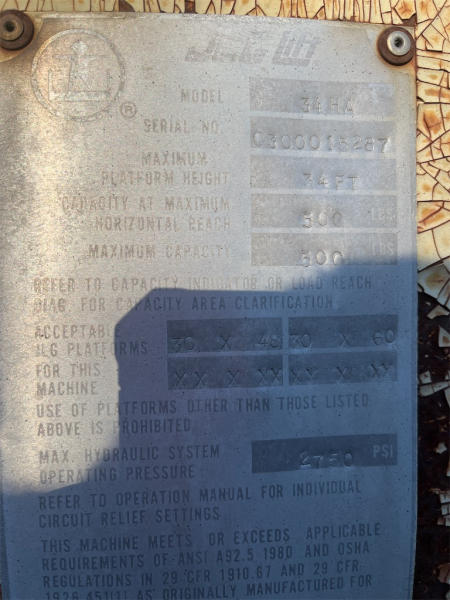 JLG Lift
®
MODEL 34HA
SERIAL NO. 0300015287
MAXIMUM
PLATFORM HEIGHT 34FT
CAPACITY AT MAXIMUM
HORIZONTAL REACH 500 LBS
MAXIMUM CAPACITY 500 LBS
REFER TO CAPACITY INDICATOR OR LOAD REACH
DIAG. FOR CAPACITY AREA CLARIFICATION
ACCEPTABLE
JLG PLATFORMS 30 X 48 30 X 60
FOR THIS
MACHINE XX X XX XX X XX
USE OF PLATFORMS OTHER THAN THOSE LISTED
ABOVE IS PROHIBITED
MAX. HYDRAULIC SYSTEM
OPERATING PRESSURE 2750 PSI
REFER TO OPERATION MANUAL FOR INDIVIDUAL
CIRCUIT RELIEF SETTINGS
THIS MACHINE MEETS OR EXCEEDS APPLICABLE
REQUIREMENTS OF ANSI A92.5 1980 AND OSHA
REGULATIONS IN 29 CFR 1910.67 AND 29 CFR
AS ORIGINALLY MANUFACTURED FOR